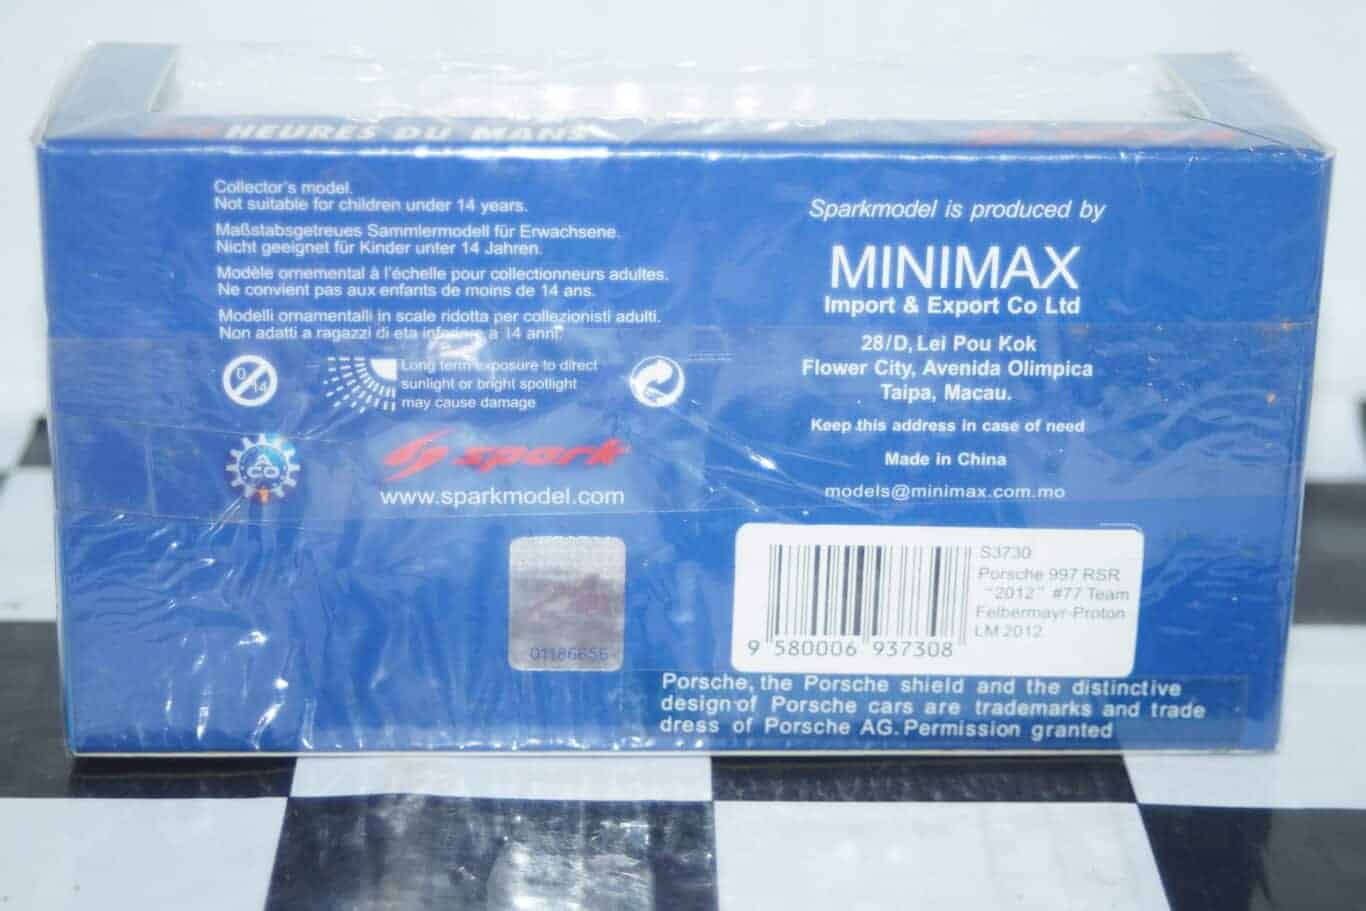 HEURES DU MANS
Collector's model.
Not suitable for children under 14 years.
Maßstabsgetreues Sammlermodell für Erwachsene.
Nicht geeignet für Kinder unter 14 Jahren.
Modèle ornemental à l'échelle pour collectionneurs adultes.
Ne convient pas aux enfants de moins de 14 ans.
Modelli ornamentalli in scale ridotta per collezionisti adulti.
Non adatti a ragazzi di eta inferiore a 14 anni.
0
14
Long term exposure to direct
sunlight or bright spotlight
may cause damage
ACO
spark
www.sparkmodel.com
01186656
Sparkmodel is produced by
MINIMAX
Import & Export Co Ltd
28/D, Lei Pou Kok
Flower City, Avenida Olimpica
Taipa, Macau.
Keep this address in case of need
Made in China
models@minimax.com.mo
S3730
Porsche 997 RSR
"2012" #77 Team
Felbermayr-Proton
LM 2012
9 580006 937308
Porsche, the Porsche shield and the distinctive
design of Porsche cars are trademarks and trade
dress of Porsche AG. Permission granted